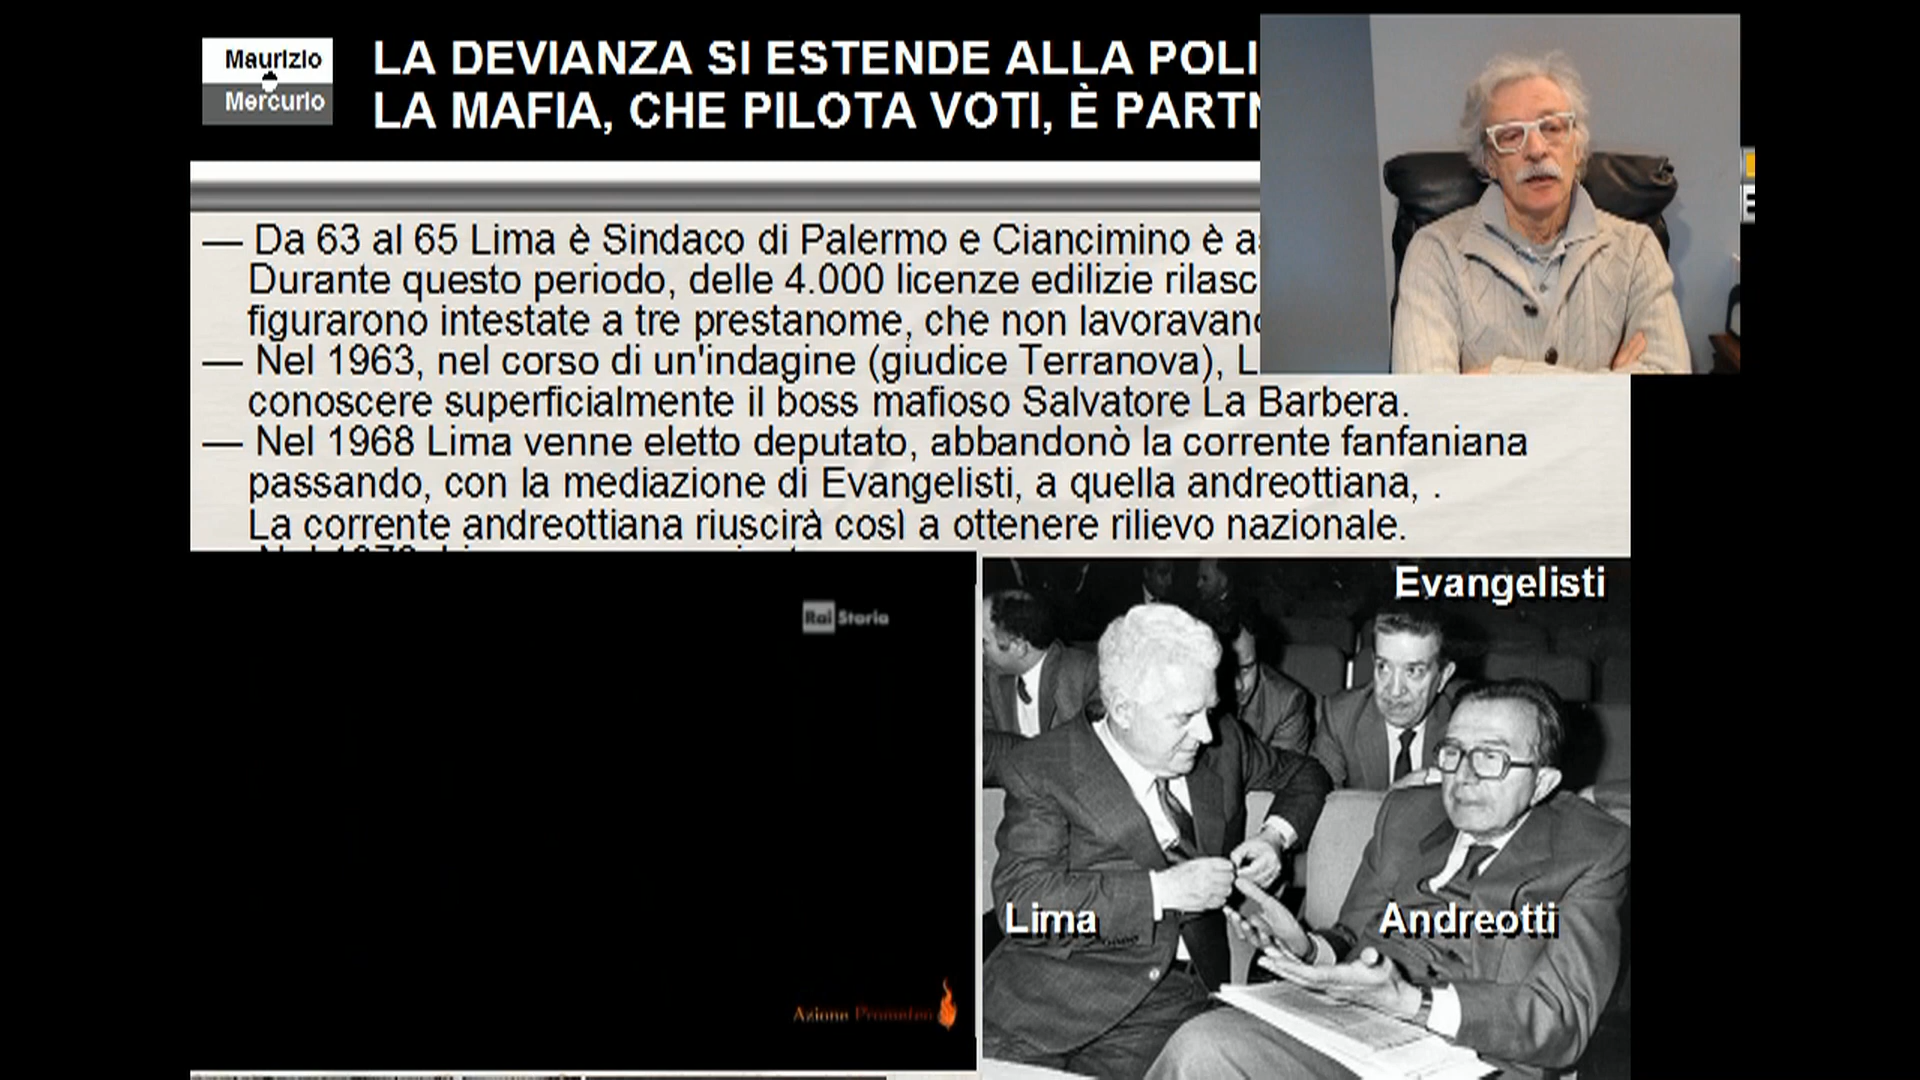 Maurizio
Mercurio
LA DEVIANZA SI ESTENDE ALLA POLI
LA MAFIA, CHE PILOTA VOTI, È PARTN
— Da 63 al 65 Lima è Sindaco di Palermo e Ciancimino è as
Durante questo periodo, delle 4.000 licenze edilizie rilasc
figurarono intestate a tre prestanome, che non lavoravano
— Nel 1963, nel corso di un'indagine (giudice Terranova), L
conoscere superficialmente il boss mafioso Salvatore La Barbera.
— Nel 1968 Lima venne eletto deputato, abbandonò la corrente fanfaniana
passando, con la mediazione di Evangelisti, a quella andreottiana, .
La corrente andreottiana riuscirà così a ottenere rilievo nazionale.
Rai Storia
Azione Prometeo
Evangelisti
Lima
Andreotti